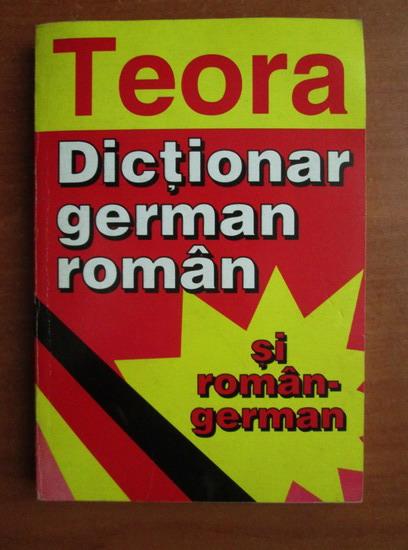 Teora
Dicționar
german
român
și
român-
german